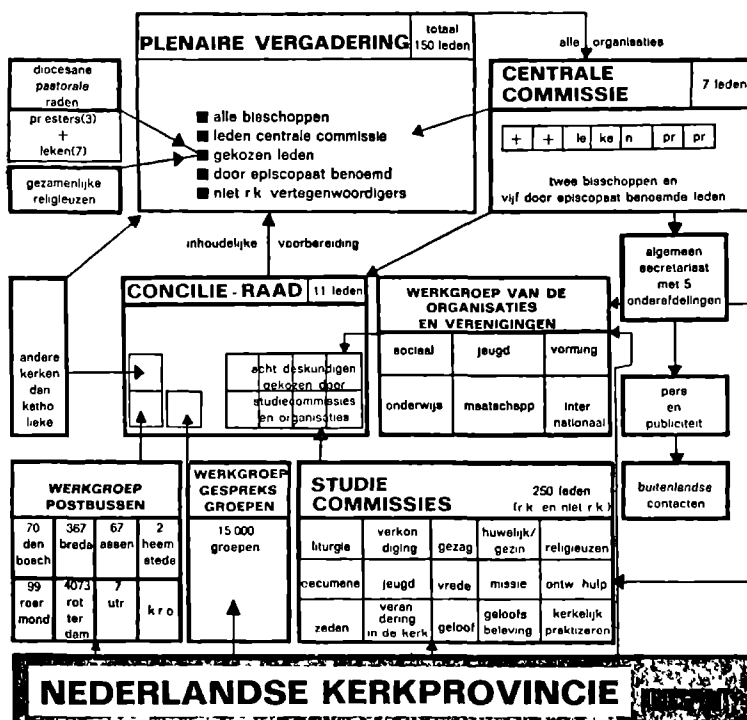 PLENAIRE VERGADERING
totaal
150 leden
alle organisaties
diocesane
pastorale
raden
priesters(3)
+
leken(7)
gezamenlijke
religieuzen
alle bisschoppen
leden centrale commissie
gekozen leden
door episcopaat benoemd
niet r k vertegenwoordigers
CENTRALE
COMMISSIE
7 leden
+ + le ke n pr pr
twee bisschoppen en
vijf door episcopaat benoemde leden
inhoudelijke voorbereiding
algemeen
secretariaat
met 5
onderafdelingen
andere
kerken
dan
katho
lieke
CONCILIE-RAAD
11 leden
acht deskundigen
gekozen door
studiecommissies
en organisaties
WERKGROEP VAN DE
ORGANISATIES
EN VERENIGINGEN
sociaal jeugd vorming
onderwijs maatschapp inter
nationaal
pers
en
publiciteit
buitenlandse
contacten
WERKGROEP
POSTBUSSEN
70
den
bosch
367
breda
67
assen
2
heem
stede
99
roer
mond
4073
rot
ter
dam
7
utr
k r o
WERKGROEP
GESPREKS
GROEPEN
15 000
groepen
STUDIE
COMMISSIES
250 leden
(r k en niet r k)
liturgie
verkon
diging
gezag
huwelijk/
gezin
religieuzen
oecumene
jeugd
vrede
missie
ontw hulp
zeden
veran
dering
in de kerk
geloof
geloofs
beleving
kerkelijk
praktizeren
NEDERLANDSE KERKPROVINCIE